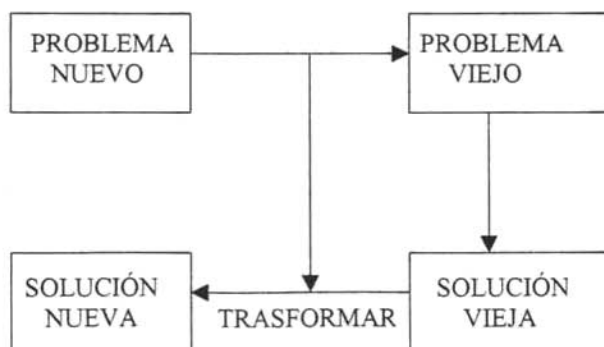 PROBLEMA
NUEVO
PROBLEMA
VIEJO
SOLUCIÓN
NUEVA
TRASFORMAR
SOLUCIÓN
VIEJA